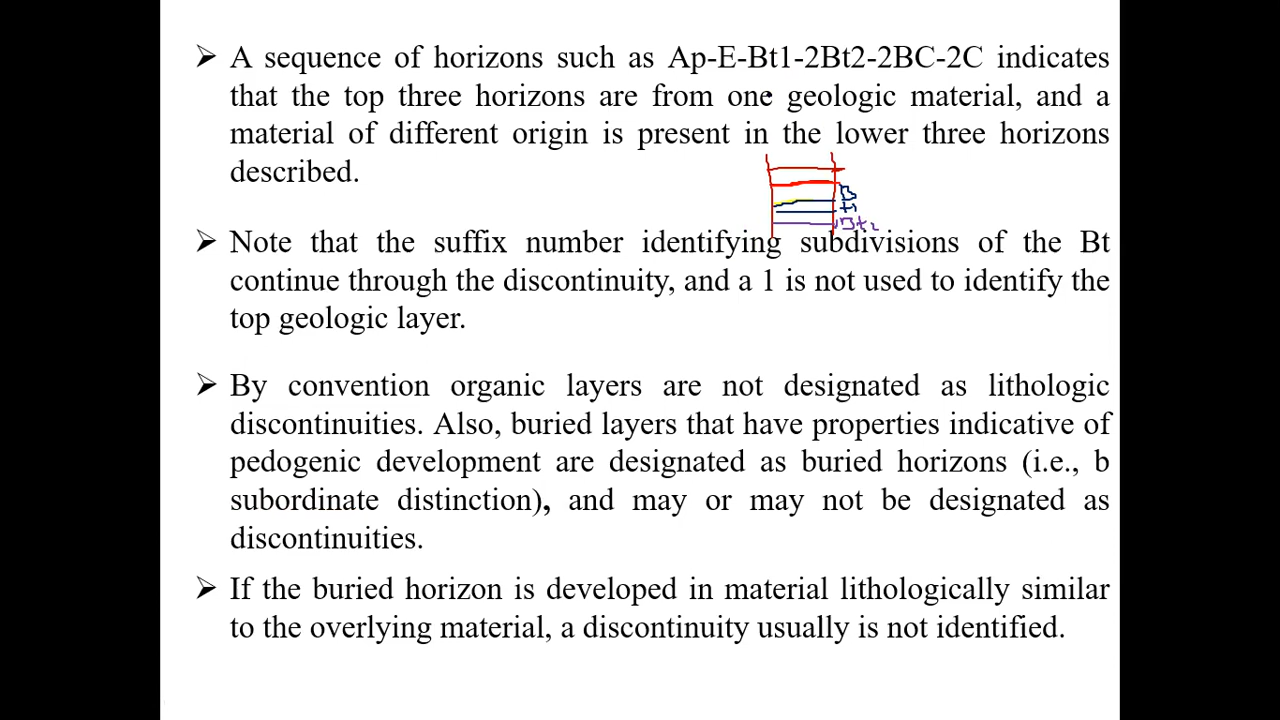 ➢ A sequence of horizons such as Ap-E-Bt1-2Bt2-2BC-2C indicates
that the top three horizons are from one geologic material, and a
material of different origin is present in the lower three horizons
described.
Bt1
Bt2
➢ Note that the suffix number identifying subdivisions of the Bt
continue through the discontinuity, and a 1 is not used to identify the
top geologic layer.
➢ By convention organic layers are not designated as lithologic
discontinuities. Also, buried layers that have properties indicative of
pedogenic development are designated as buried horizons (i.e., b
subordinate distinction), and may or may not be designated as
discontinuities.
➢ If the buried horizon is developed in material lithologically similar
to the overlying material, a discontinuity usually is not identified.